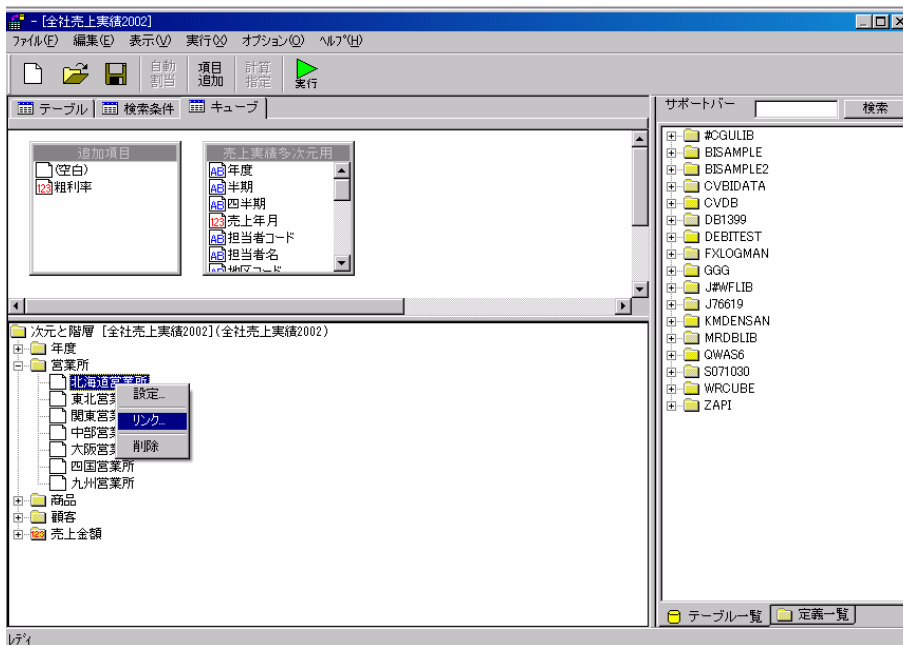 - [全社売上実績2002]
ファイル(F) 編集(E) 表示(V) 実行(X) オプション(O) ヘルプ(H)
自動割当 項目追加 計算指定 実行
テーブル 検索条件 キューブ
追加項目
(空白)
粗利率
売上実績多次元用
年度
半期
四半期
売上年月
担当者コード
担当者名
地区コード
次元と階層 [全社売上実績2002](全社売上実績2002)
年度
営業所
北海道営業所
東北営業
関東営業
中部営業
大阪営業
四国営業所
九州営業所
商品
顧客
売上金額
設定...
リンク...
削除
サポートバー 検索
#CGULIB
BISAMPLE
BISAMPLE2
CVBIDATA
CVDB
DB1399
DEBITEST
FXLOGMAN
GGG
J#WFLIB
J76619
KMDENSAN
MRDBLIB
QWAS6
S071030
WRCUBE
ZAPI
テーブル一覧 定義一覧
レディ